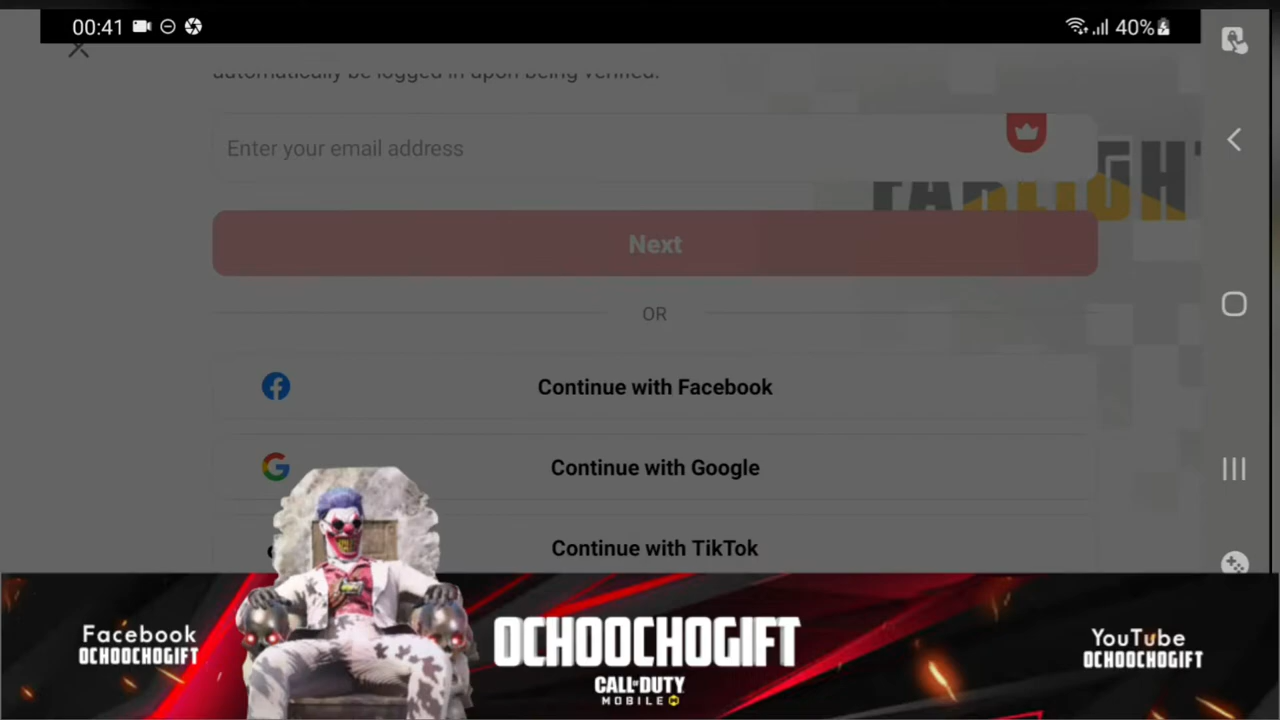 00:41
40%
automatically be logged in upon being verified.
Enter your email address
FARLIGHT
Next
OR
Continue with Facebook
Continue with Google
Continue with TikTok
Facebook
OCHOOCHOGIFT
OCHOOCHOGIFT
CALL OF DUTY
MOBILE
YouTube
OCHOOCHOGIFT